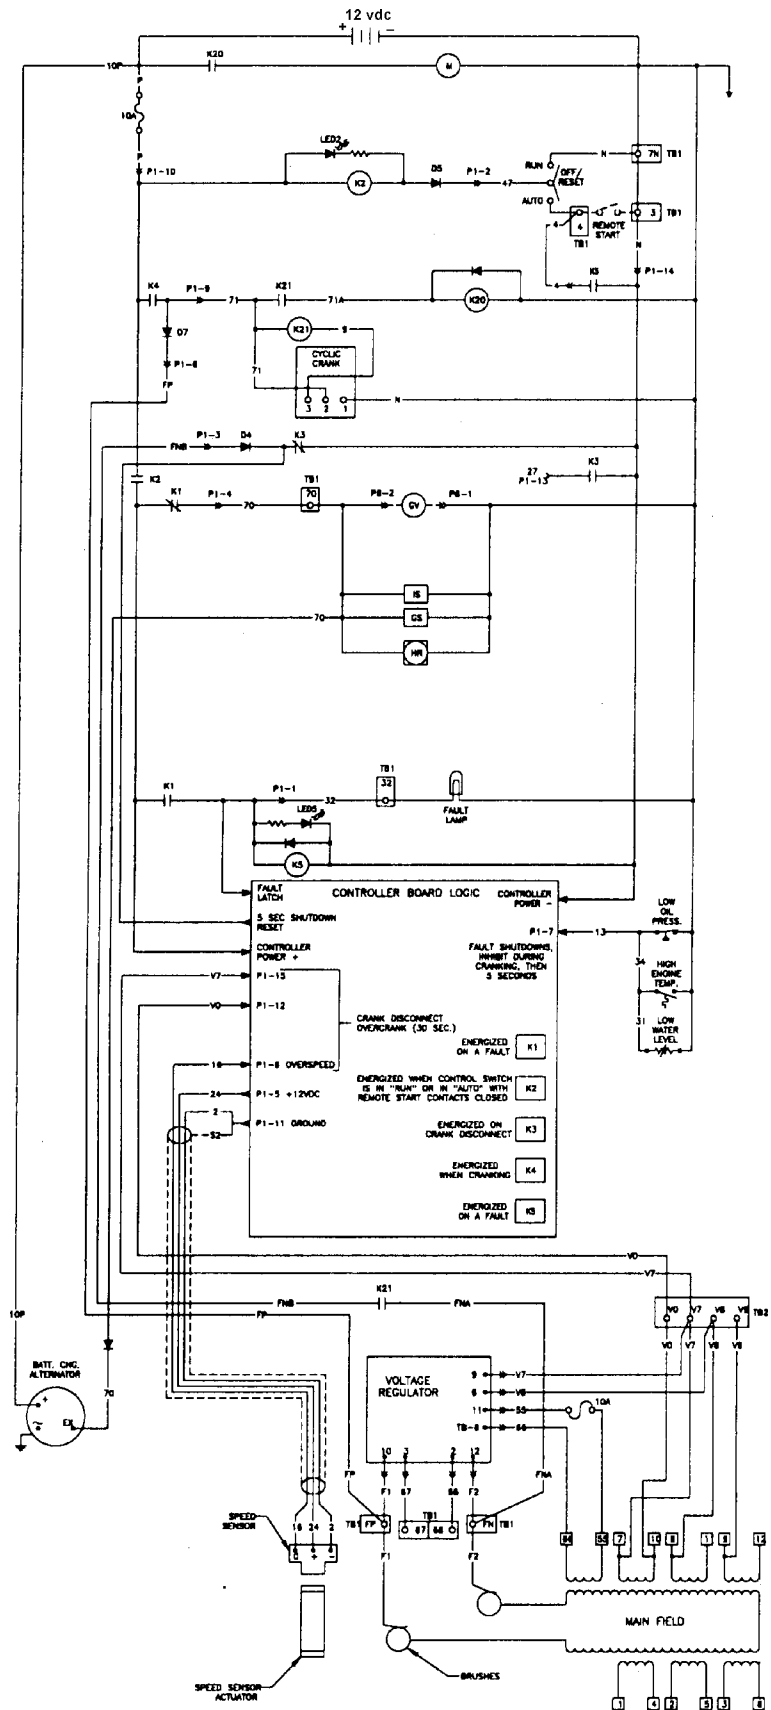 12 vdc
+ −
10P
K20
M
P
10A
P
P1-10
LED2
K2
D5
P1-2
47
RUN
OFF/
RESET
AUTO
N
7N
TB1
3
TB1
4
4
TB1
REMOTE
START
N
K4
P1-9
71
K21
71A
K20
4
K5
P1-14
D7
K21
9
P1-8
FP
71
CYCLIC
CRANK
3 2 1
N
FNB
P1-3
D4
K3
K2
K1
P1-4
70
TB1
70
P6-2
GV
P6-1
27
P1-13
K3
IS
70
GS
HR
K1
P1-1
32
TB1
32
FAULT
LAMP
LED5
K5
FAULT
LATCH
CONTROLLER BOARD LOGIC
CONTROLLER
POWER -
5 SEC SHUTDOWN
RESET
CONTROLLER
POWER +
P1-7
13
LOW
OIL
PRESS.
FAULT SHUTDOWNS,
INHIBIT DURING
CRANKING, THEN
5 SECONDS
34
HIGH
ENGINE
TEMP.
31
LOW
WATER
LEVEL
V7
P1-15
V0
P1-12
CRANK DISCONNECT
OVERCRANK (30 SEC.)
ENERGIZED
ON A FAULT
K1
16
P1-6 OVERSPEED
24
P1-5 +12VDC
ENERGIZED WHEN CONTROL SWITCH
IS IN "RUN" OR IN "AUTO" WITH
REMOTE START CONTACTS CLOSED
K2
2
P1-11 GROUND
S2
ENERGIZED ON
CRANK DISCONNECT
K3
ENERGIZED
WHEN CRANKING
K4
ENERGIZED
ON A FAULT
K5
V0
V7
FNB
K21
FNA
FP
V0 V7 V8 V9
TB2
V0 V7 V8 V9
10P
BATT. CHG.
ALTERNATOR
+
EX
70
VOLTAGE
REGULATOR
9
V7
6
V8
11
55
10A
TB-8
66
10 3 2 12
FP
F1
67
68
F2
FNA
TB1
FP
TB1
67
68
FN
TB1
SPEED
SENSOR
16 24 2
0 + −
F1
F2
66 55 7 10 8 11 9 12
MAIN FIELD
BRUSHES
SPEED SENSOR
ACTUATOR
1 4 2 5 3 6